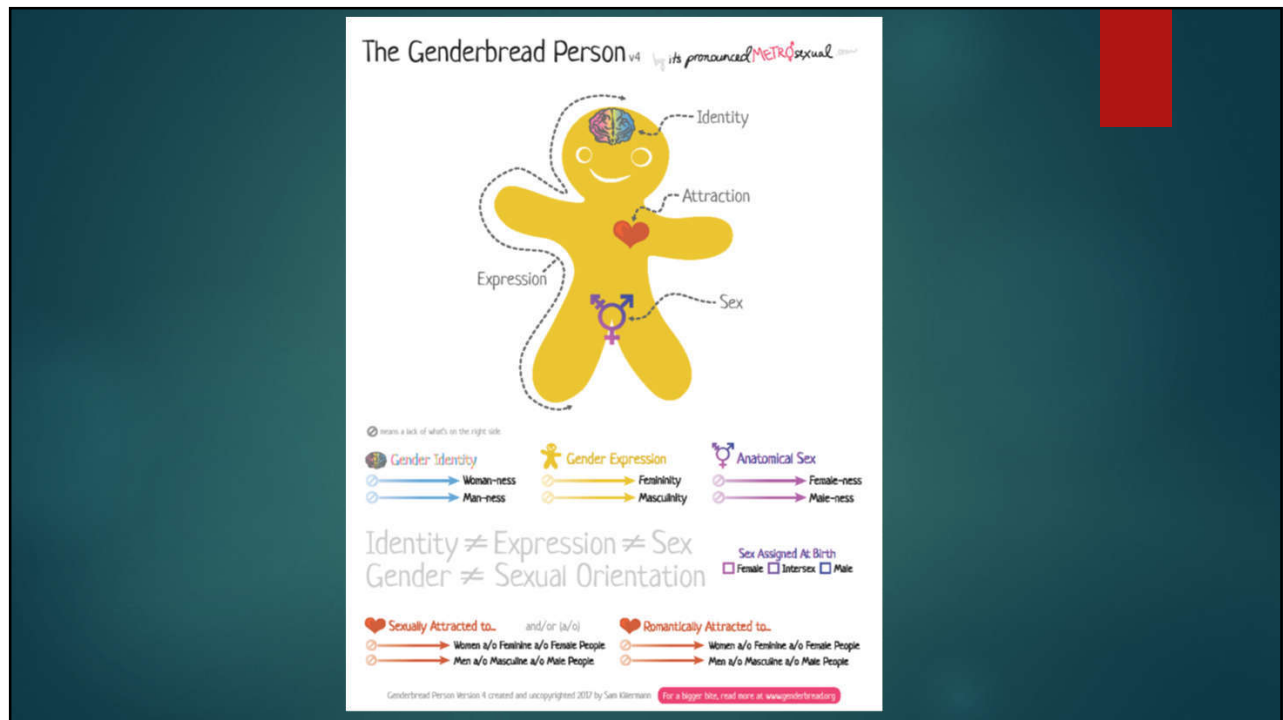 The Genderbread Person v4 by it's pronounced METROsexual
Identity
Attraction
Expression
Sex
means a lack of what's on the right side
Gender Identity
Woman-ness
Man-ness
Gender Expression
Femininity
Masculinity
Anatomical Sex
Female-ness
Male-ness
Identity ≠ Expression ≠ Sex
Gender ≠ Sexual Orientation
Sex Assigned At Birth
Female Intersex Male
Sexually Attracted to... and/or (a/o)
Women a/o Feminine a/o Female People
Men a/o Masculine a/o Male People
Romantically Attracted to...
Women a/o Feminine a/o Female People
Men a/o Masculine a/o Male People
Genderbread Person Version 4 created and uncopyrighted 2017 by Sam Killermann
For a bigger bite, read more at www.genderbread.org